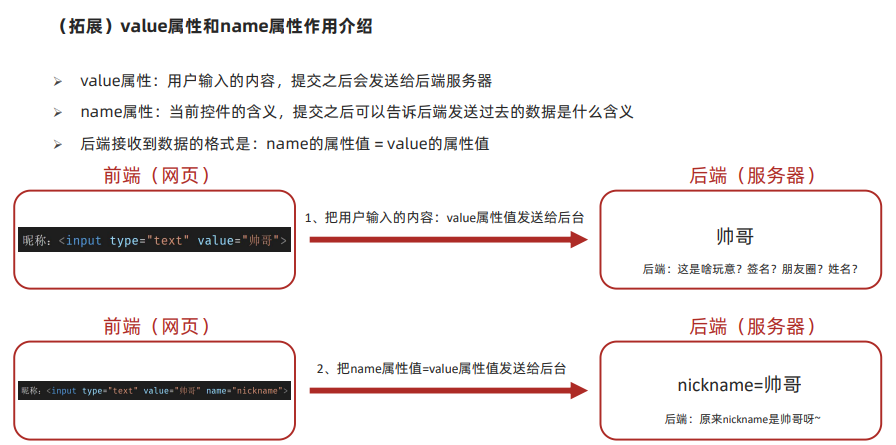 （拓展）value属性和name属性作用介绍
value属性：用户输入的内容，提交之后会发送给后端服务器
name属性：当前控件的含义，提交之后可以告诉后端发送过去的数据是什么含义
后端接收到数据的格式是：name的属性值 = value的属性值
前端（网页）
后端（服务器）
昵称：<input type="text" value="帅哥">
1、把用户输入的内容：value属性值发送给后台
帅哥
后端：这是啥玩意？签名？朋友圈？姓名？
前端（网页）
后端（服务器）
昵称：<input type="text" value="帅哥" name="nickname">
2、把name属性值=value属性值发送给后台
nickname=帅哥
后端：原来nickname是帅哥呀~